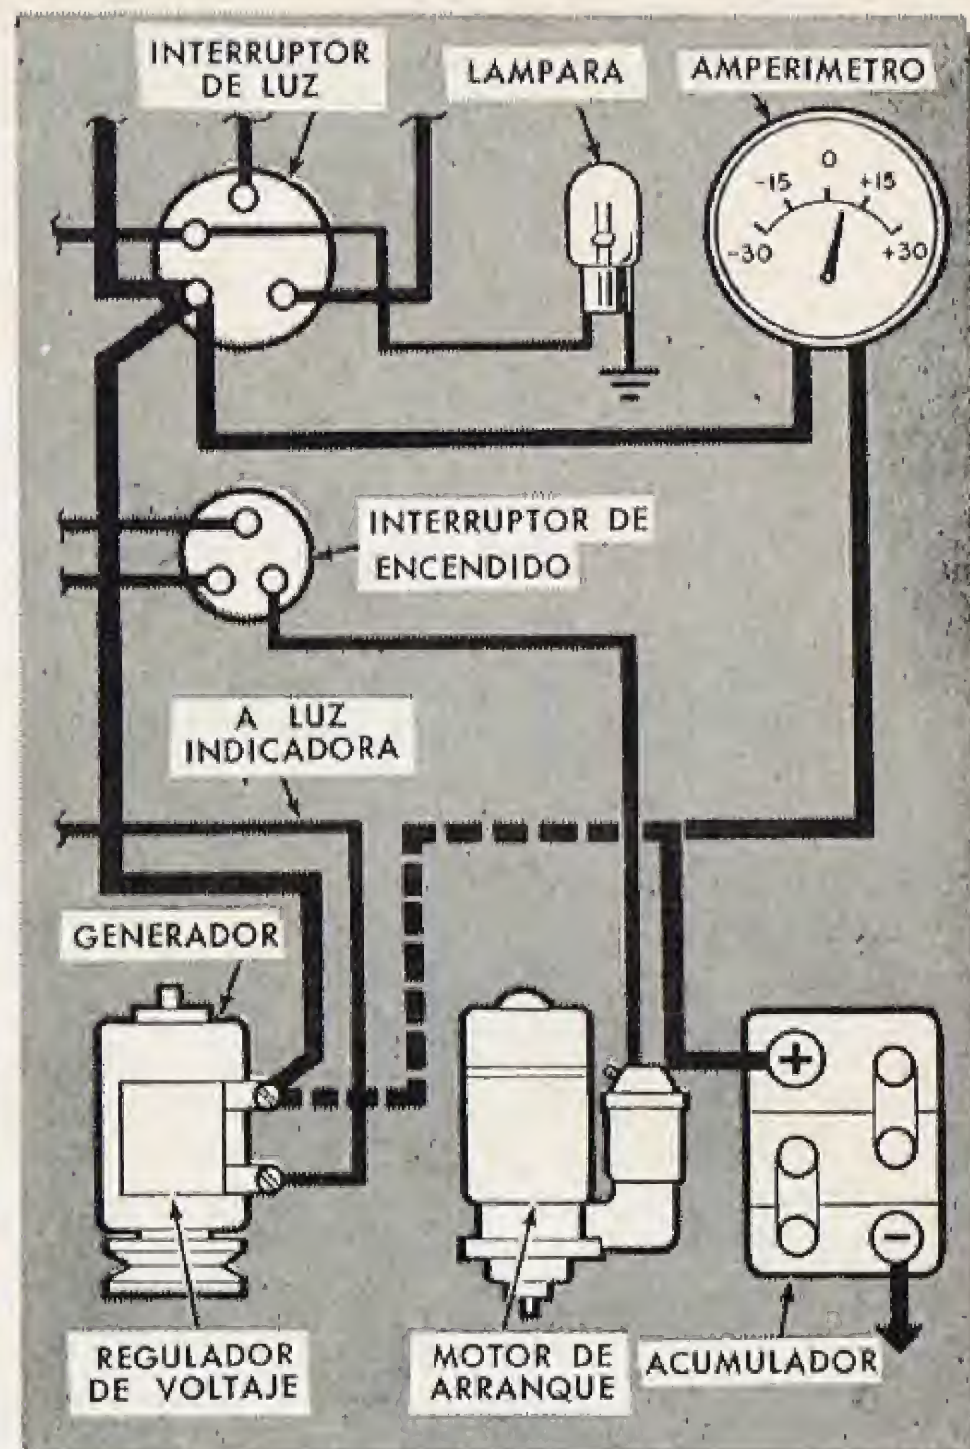 INTERRUPTOR
DE LUZ
LAMPARA
AMPERIMETRO
0
-15
+15
-30
+30
INTERRUPTOR DE
ENCENDIDO
A LUZ
INDICADORA
GENERADOR
+
-
REGULADOR
DE VOLTAJE
MOTOR DE
ARRANQUE
ACUMULADOR